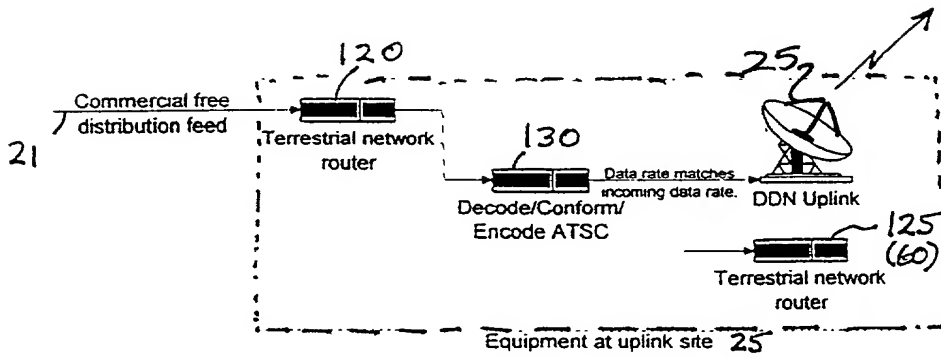 120
25
Commercial free
distribution feed
21
Terrestrial network
router
130
Data rate matches
incoming data rate.
Decode/Conform/
Encode ATSC
DDN Uplink
125
(60)
Terrestrial network
router
Equipment at uplink site 25